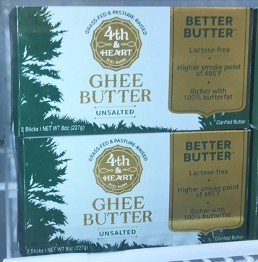 GRASS-FED & PASTURE-RAISED
4th
&
HEART
GHEE
BUTTER
UNSALTED
2 Sticks | NET WT 8oz (227g)
BETTER
BUTTER™
Lactose-free
Higher smoke point
of 485°F
Richer with
100% butterfat
Clarified Butter
GRASS-FED & PASTURE-RAISED
4th
&
HEART
GHEE
BUTTER
UNSALTED
2 Sticks | NET WT 8oz (227g)
BETTER
BUTTER™
Lactose-free
Higher smoke point
of 485°F
Richer with
100% butterfat
Clarified Butter